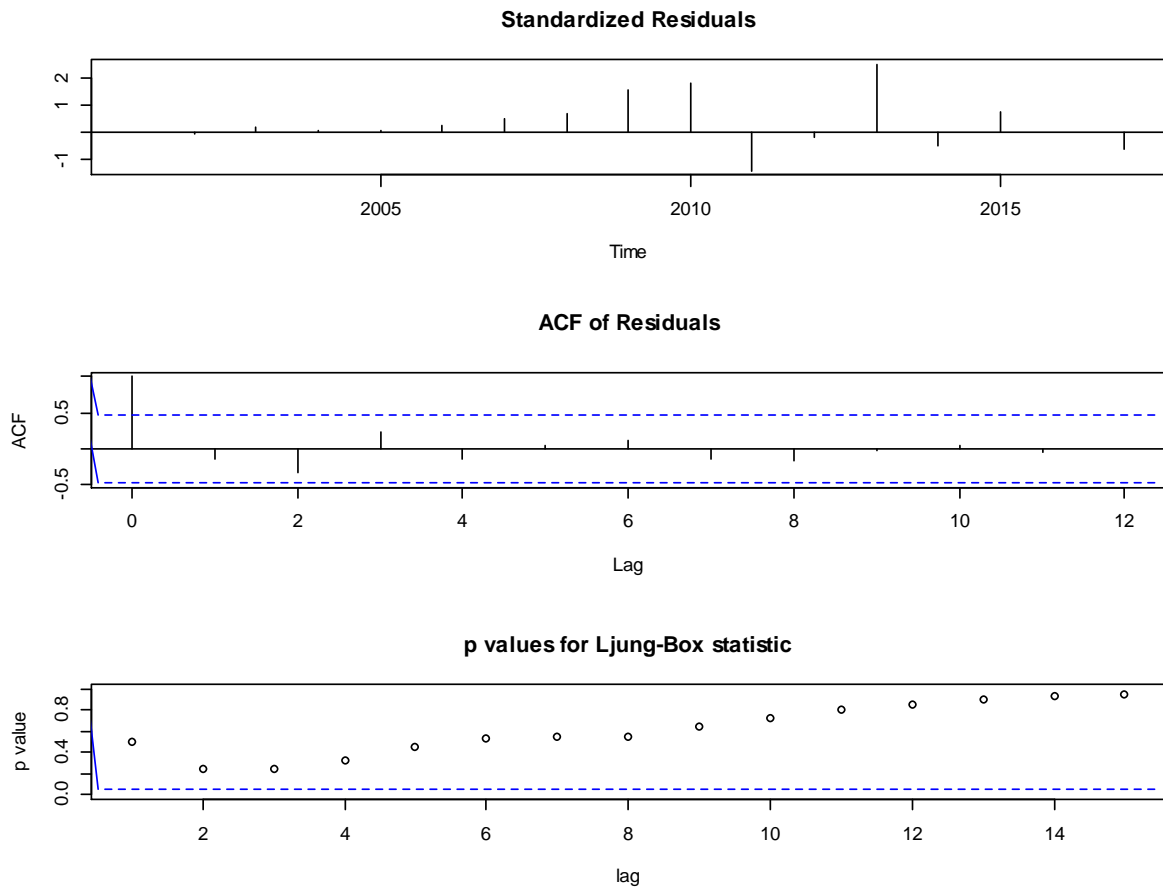 Standardized Residuals
2
1
-1
2005 2010 2015
Time
ACF of Residuals
ACF
0.5
-0.5
0 2 4 6 8 10 12
Lag
p values for Ljung-Box statistic
p value
0.8
0.4
0.0
2 4 6 8 10 12 14
lag